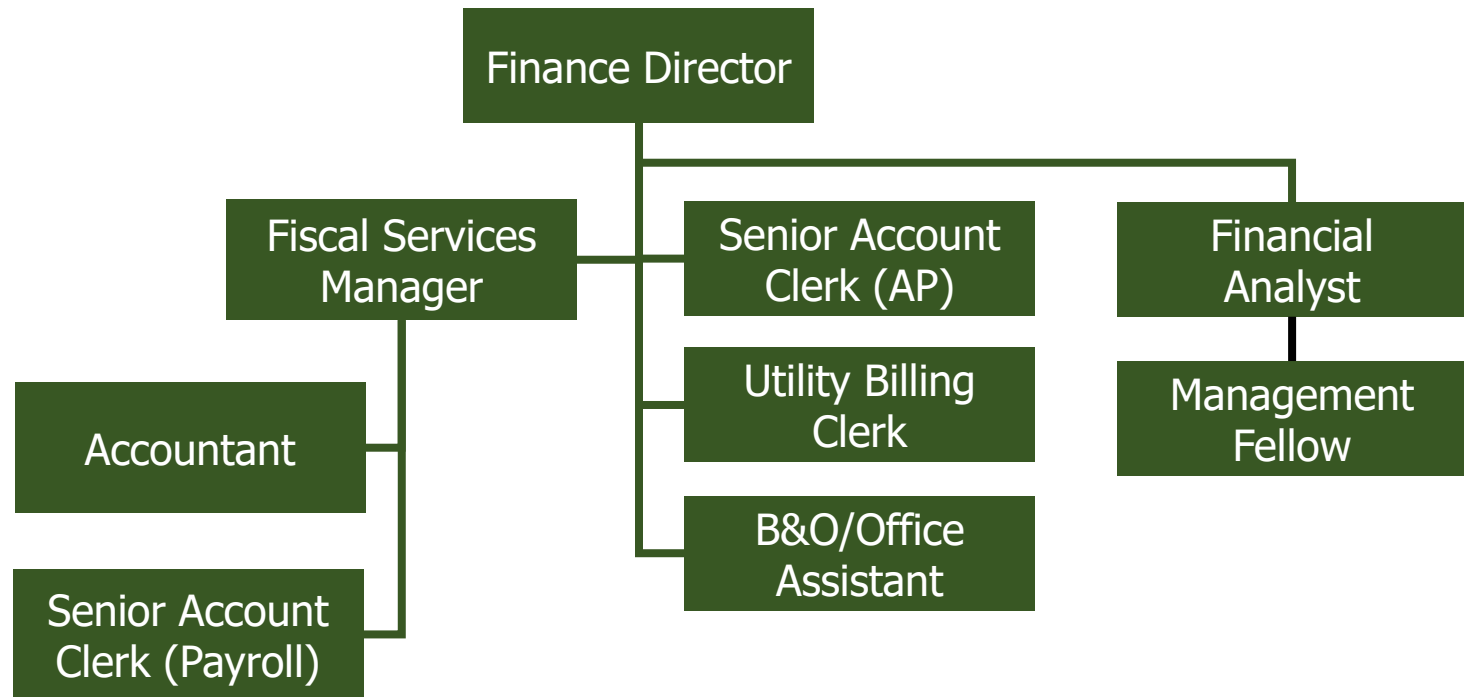 Finance Director
Fiscal Services
Manager
Senior Account
Clerk (AP)
Financial
Analyst
Accountant
Utility Billing
Clerk
Management
Fellow
Senior Account
Clerk (Payroll)
B&O/Office
Assistant